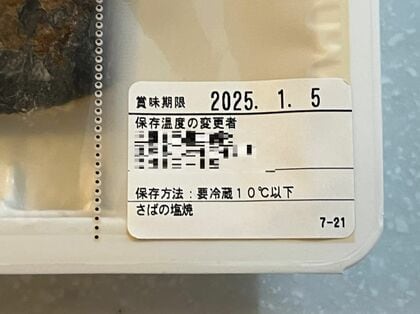 賞味期限 2025. 1. 5
保存温度の変更者
保存方法：要冷蔵１０℃以下
さばの塩焼
7-21